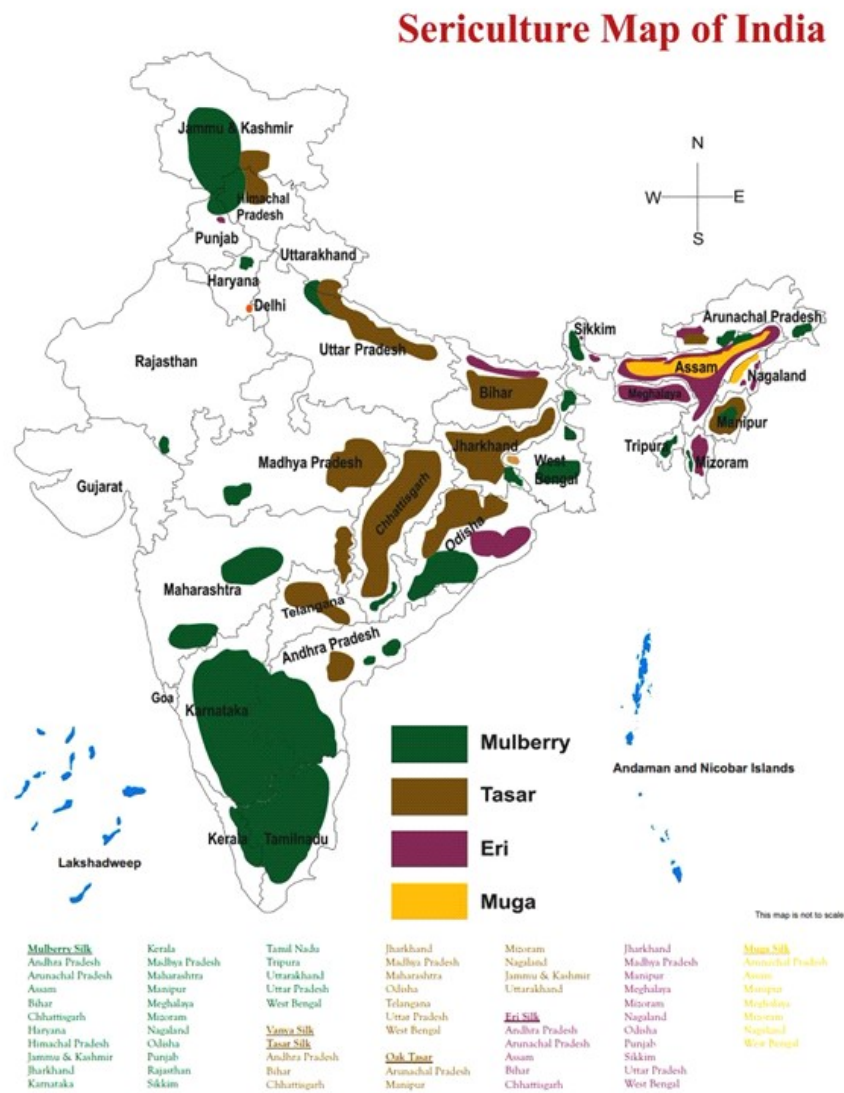 Sericulture Map of India
Jammu & Kashmir
N
W
E
S
Himachal
Pradesh
Punjab
Uttarakhand
Haryana
Delhi
Rajasthan
Uttar Pradesh
Sikkim
Arunachal Pradesh
Assam
Nagaland
Bihar
Meghalaya
Manipur
Jharkhand
Tripura
Mizoram
West
Bengal
Madhya Pradesh
Gujarat
Chhattisgarh
Odisha
Maharashtra
Telangana
Andhra Pradesh
Goa
Karnataka
Kerala
Tamilnadu
Lakshadweep
Andaman and Nicobar Islands
Mulberry
Tasar
Eri
Muga
This map is not to scale
Mulberry Silk
Andhra Pradesh
Arunachal Pradesh
Assam
Bihar
Chhattisgarh
Haryana
Himachal Pradesh
Jammu & Kashmir
Jharkhand
Karnataka
Kerala
Madhya Pradesh
Maharashtra
Manipur
Meghalaya
Mizoram
Nagaland
Odisha
Punjab
Rajasthan
Sikkim
Tamil Nadu
Tripura
Uttarakhand
Uttar Pradesh
West Bengal
Vanya Silk
Tasar Silk
Andhra Pradesh
Bihar
Chhattisgarh
Jharkhand
Madhya Pradesh
Maharashtra
Odisha
Telangana
Uttar Pradesh
West Bengal
Oak Tasar
Arunachal Pradesh
Manipur
Mizoram
Nagaland
Jammu & Kashmir
Uttarakhand
Eri Silk
Andhra Pradesh
Arunachal Pradesh
Assam
Bihar
Chhattisgarh
Jharkhand
Madhya Pradesh
Manipur
Meghalaya
Mizoram
Nagaland
Odisha
Punjab
Sikkim
Uttar Pradesh
West Bengal
Muga Silk
Arunachal Pradesh
Assam
Manipur
Meghalaya
Mizoram
Nagaland
West Bengal